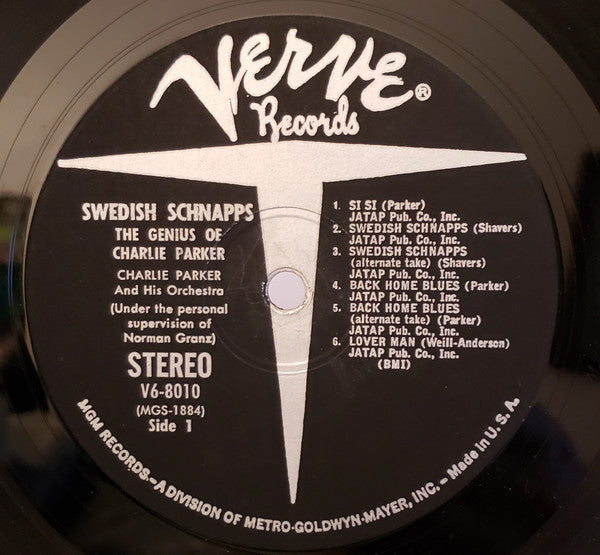 VERVE®
Records
SWEDISH SCHNAPPS
THE GENIUS OF
CHARLIE PARKER
CHARLIE PARKER
And His Orchestra
(Under the personal
supervision of
Norman Granz)
STEREO
V6-8010
(MGS-1884)
Side 1
1. SI SI (Parker)
JATAP Pub. Co., Inc.
2. SWEDISH SCHNAPPS (Shavers)
JATAP Pub. Co., Inc.
3. SWEDISH SCHNAPPS
(alternate take) (Shavers)
JATAP Pub. Co., Inc.
4. BACK HOME BLUES (Parker)
JATAP Pub. Co., Inc.
5. BACK HOME BLUES
(alternate take) (Parker)
JATAP Pub. Co., Inc.
6. LOVER MAN (Weill-Anderson)
JATAP Pub. Co., Inc.
(BMI)
MGM RECORDS—A DIVISION OF METRO-GOLDWYN-MAYER, INC. – Made in U. S. A.